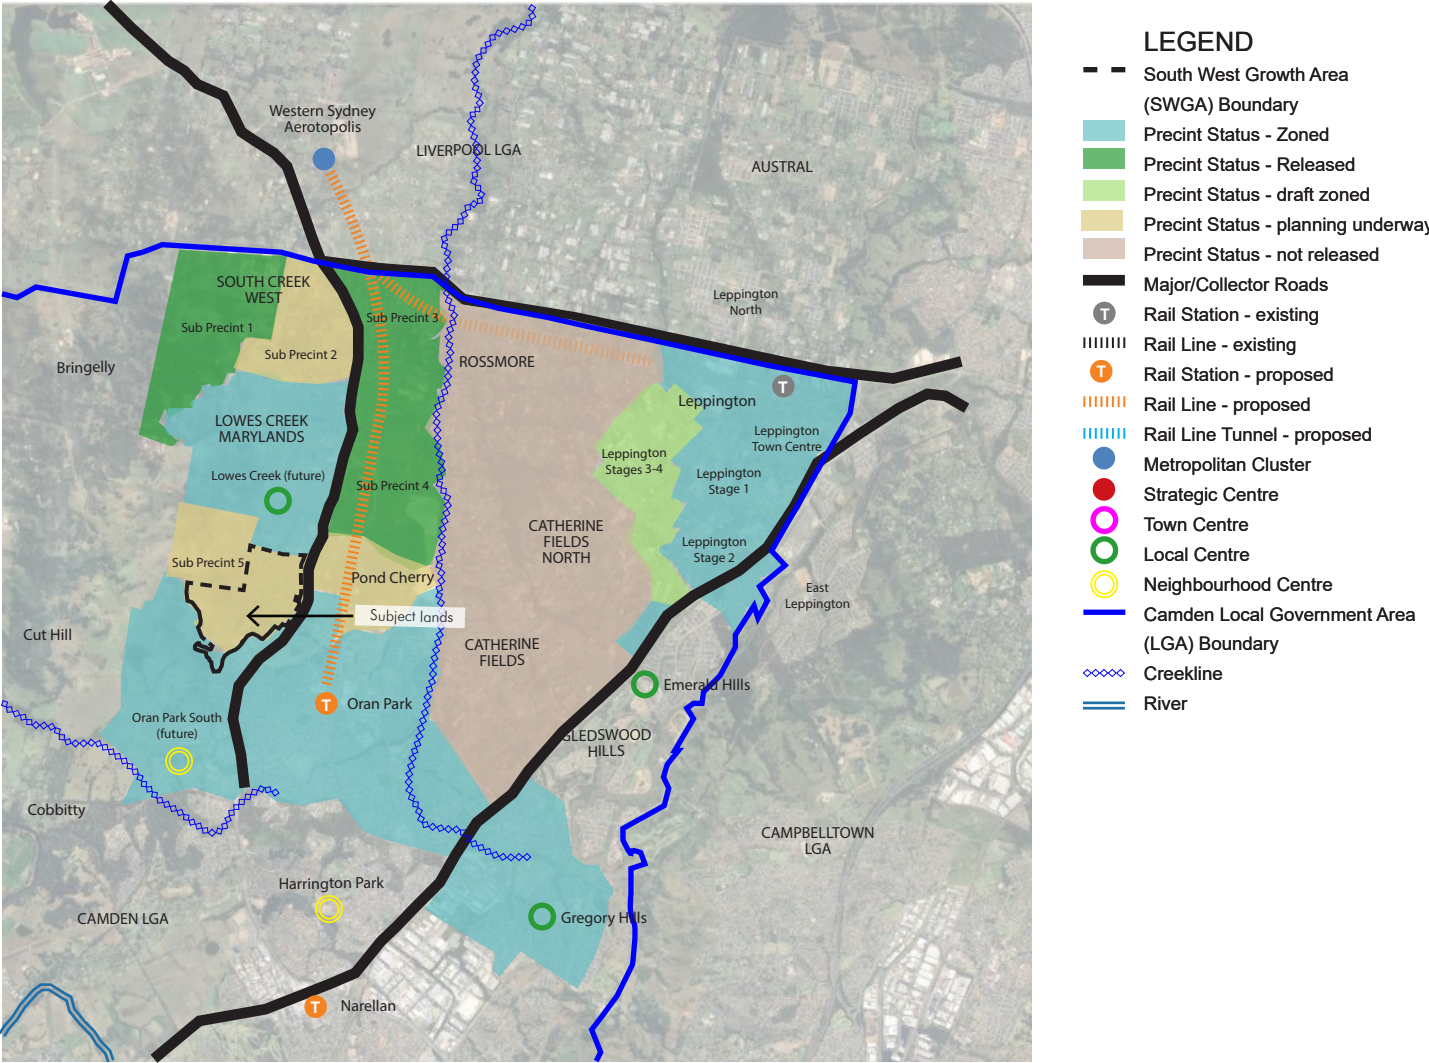 Western Sydney
Aerotopolis
LIVERPOOL LGA
AUSTRAL
SOUTH CREEK
WEST
Sub Precint 1
Sub Precint 2
Sub Precint 3
Leppington
North
Bringelly
ROSSMORE
Leppington
T
LOWES CREEK
MARYLANDS
Leppington
Town Centre
Leppington
Stages 3-4
Lowes Creek (future)
Sub Precint 4
Leppington
Stage 1
CATHERINE
FIELDS
NORTH
Leppington
Stage 2
Sub Precint 5
Pond Cherry
East
Leppington
Subject lands
Cut Hill
CATHERINE
FIELDS
Emerald HIlls
T
Oran Park
Oran Park South
(future)
GLEDSWOOD
HILLS
Cobbitty
CAMPBELLTOWN
LGA
Harrington Park
CAMDEN LGA
Gregory Hills
T
Narellan
LEGEND
South West Growth Area
(SWGA) Boundary
Precint Status - Zoned
Precint Status - Released
Precint Status - draft zoned
Precint Status - planning underway
Precint Status - not released
Major/Collector Roads
T
Rail Station - existing
Rail Line - existing
T
Rail Station - proposed
Rail Line - proposed
Rail Line Tunnel - proposed
Metropolitan Cluster
Strategic Centre
Town Centre
Local Centre
Neighbourhood Centre
Camden Local Government Area
(LGA) Boundary
Creekline
River